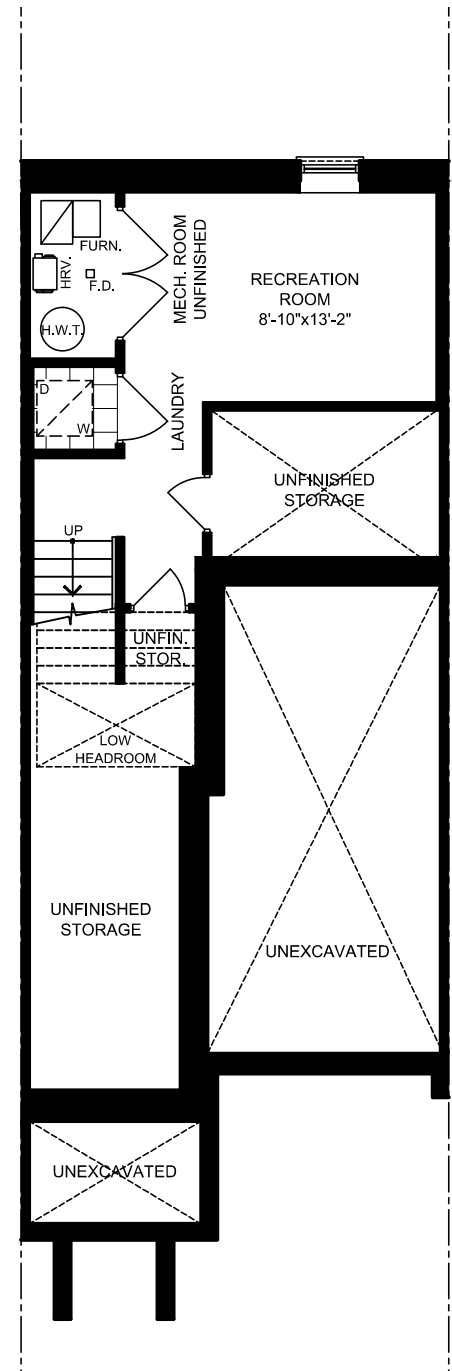 FURN.
HRV.
F.D.
H.W.T.
MECH. ROOM
UNFINISHED
RECREATION
ROOM
8'-10"x13'-2"
D
W
LAUNDRY
UNFINISHED
STORAGE
UP
UNFIN.
STOR.
LOW
HEADROOM
UNFINISHED
STORAGE
UNEXCAVATED
UNEXCAVATED